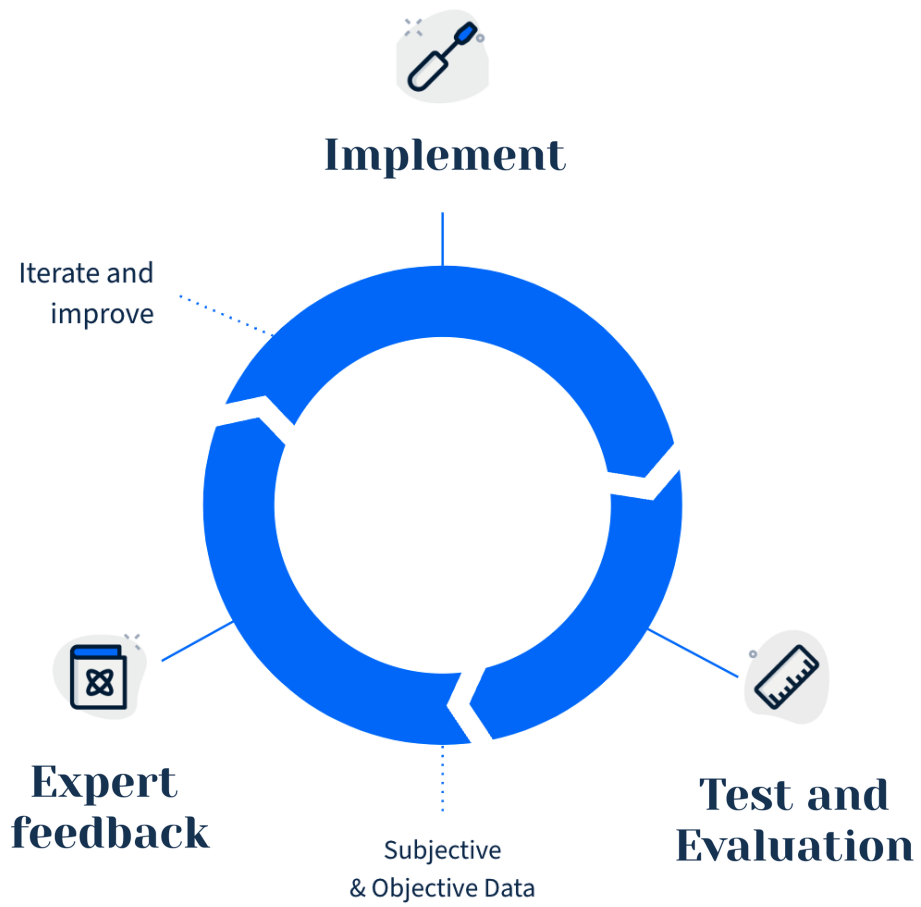 Implement
Iterate and
improve
Expert
feedback
Test and
Evaluation
Subjective
& Objective Data